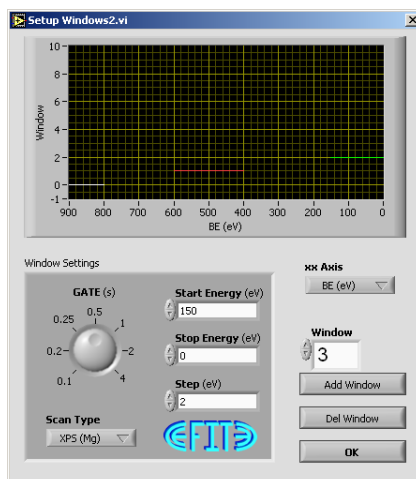 Setup Windows2.vi
10
8
6
4
2
0
-1
Window
900 800 700 600 500 400 300 200 100 0
BE (eV)
Window Settings
GATE (s)
0.1 0.2 0.25 0.5 1 2 4
Start Energy (eV)
150
Stop Energy (eV)
0
Step (eV)
2
Scan Type
XPS (Mg)
CFITC
xx Axis
BE (eV)
Window
3
Add Window
Del Window
OK